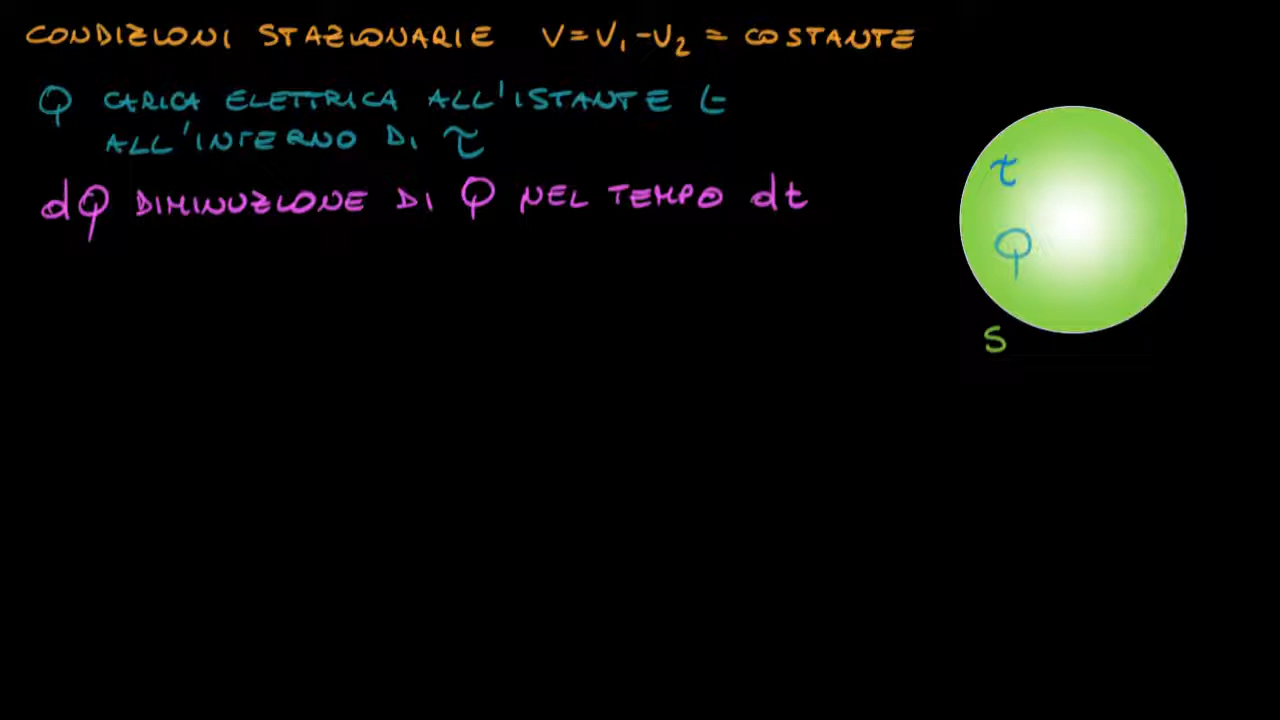 CONDIZIONI STAZIONARIE V=V₁-V₂ = COSTANTE
Q CARICA ELETTRICA ALL'ISTANTE t
ALL'INTERNO DI τ
dQ DIMINUZIONE DI Q NEL TEMPO dt
τ
Q
S